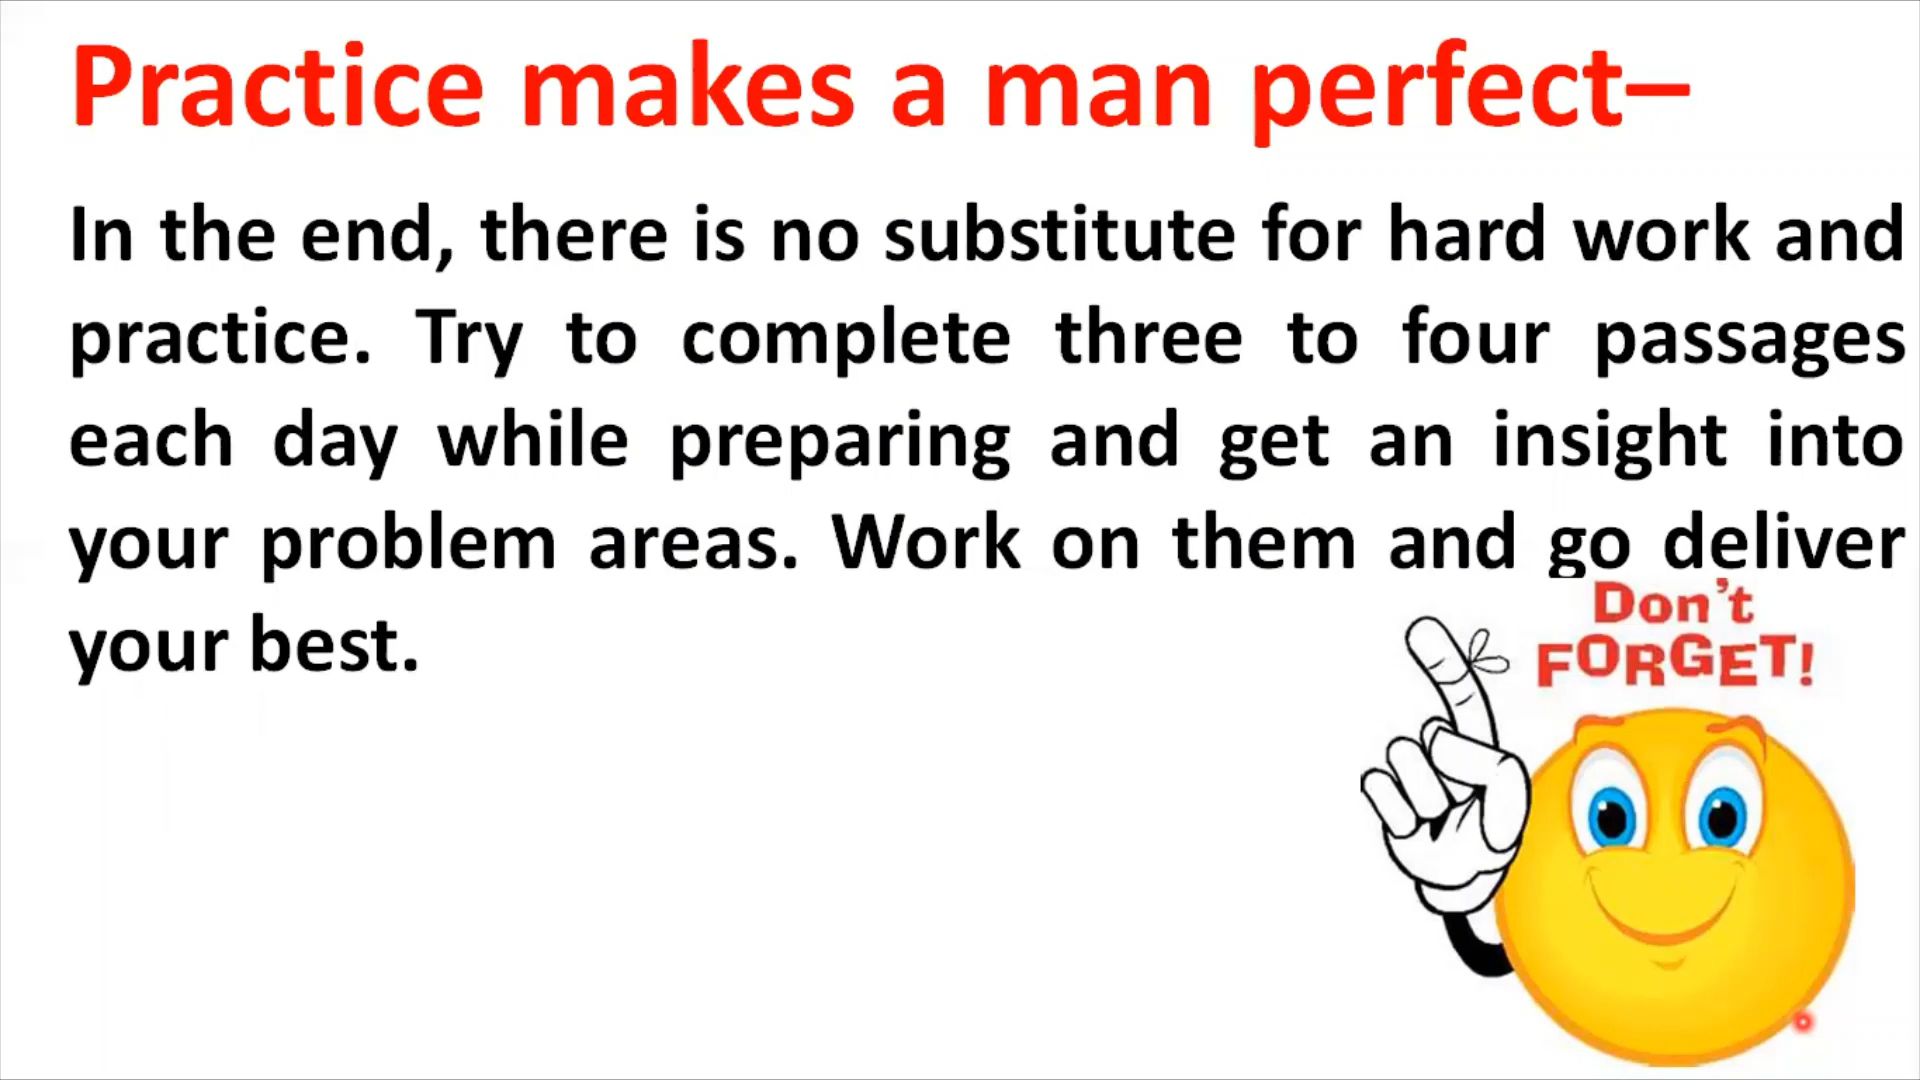 Practice makes a man perfect–
In the end, there is no substitute for hard work and
practice. Try to complete three to four passages
each day while preparing and get an insight into
your problem areas. Work on them and go deliver
your best.
Don't
FORGET!